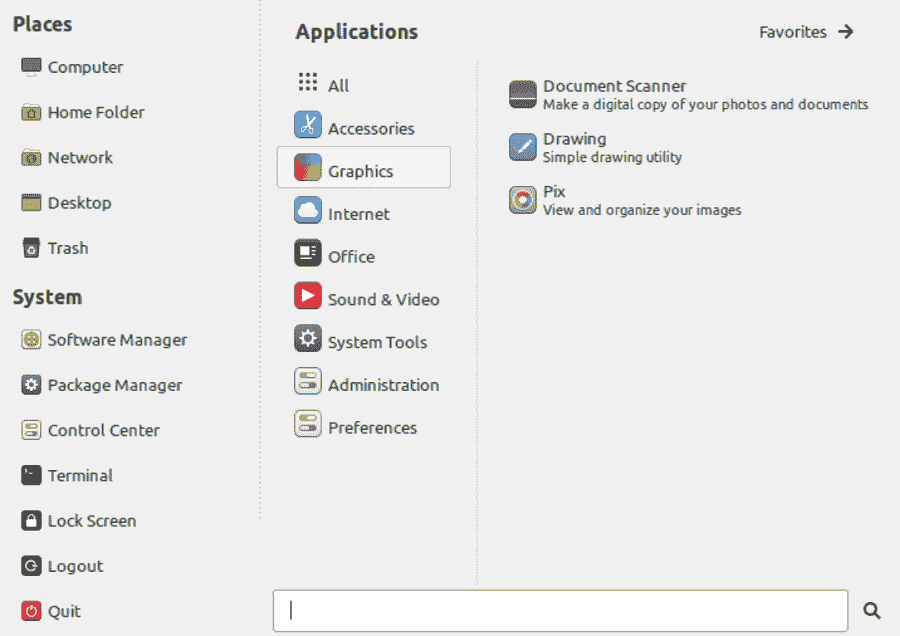 Places
Computer
Home Folder
Network
Desktop
Trash
System
Software Manager
Package Manager
Control Center
Terminal
Lock Screen
Logout
Quit
Applications
Favorites
All
Accessories
Graphics
Internet
Office
Sound & Video
System Tools
Administration
Preferences
Document Scanner
Make a digital copy of your photos and documents
Drawing
Simple drawing utility
Pix
View and organize your images